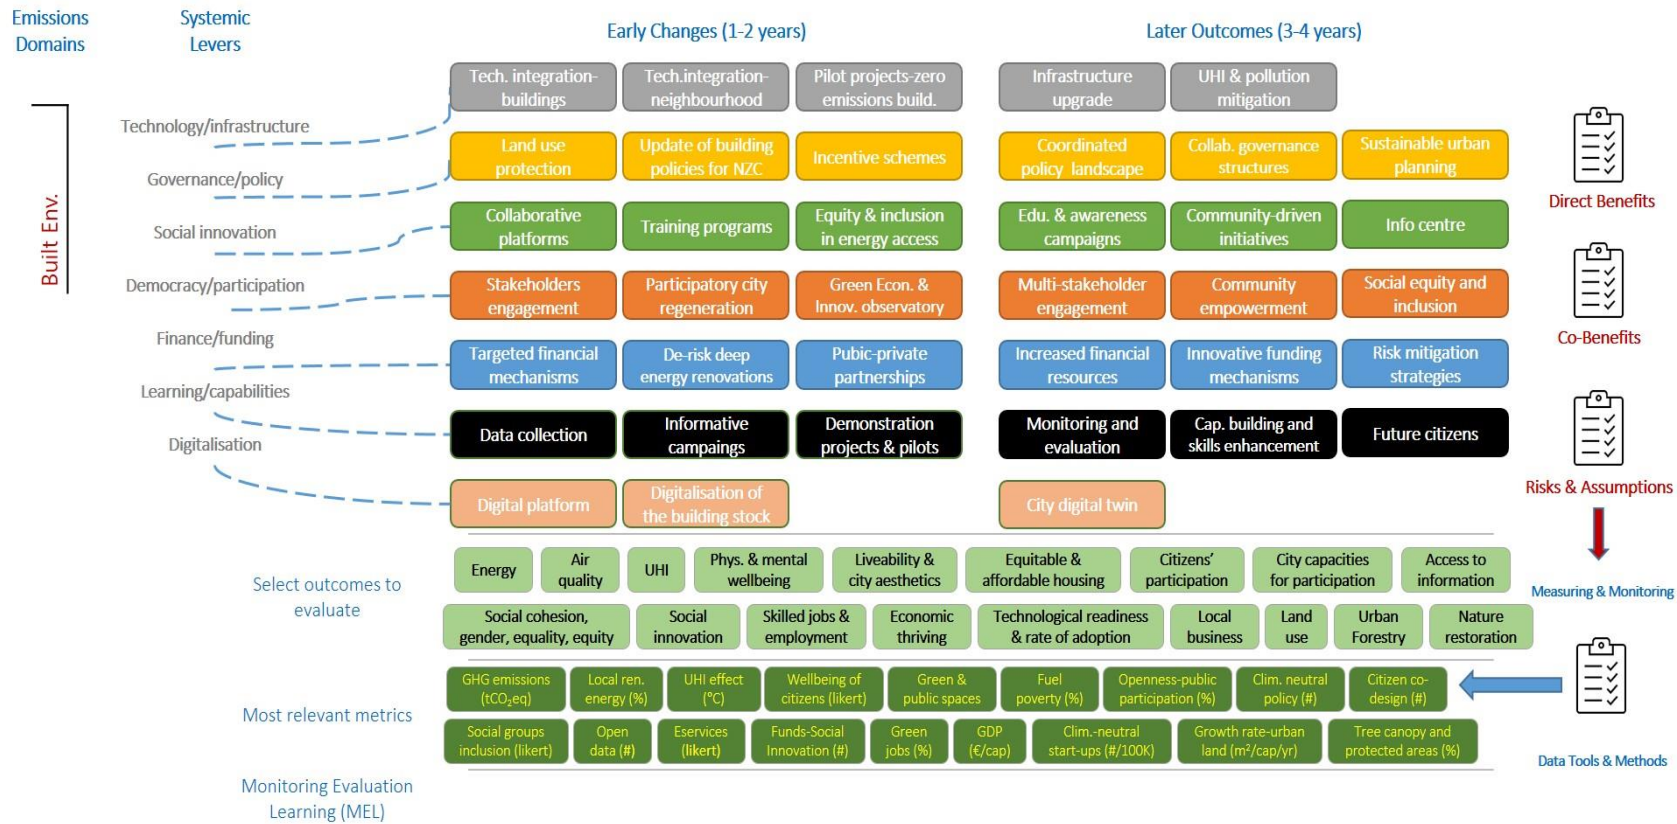 Emissions
Domains
Systemic
Levers
Early Changes (1-2 years)
Later Outcomes (3-4 years)
Built Env.
Technology/infrastructure
Governance/policy
Social innovation
Democracy/participation
Finance/funding
Learning/capabilities
Digitalisation
Tech. integration-
buildings
Tech.integration-
neighbourhood
Pilot projects-zero
emissions build.
Infrastructure
upgrade
UHI & pollution
mitigation
Land use
protection
Update of building
policies for NZC
Incentive schemes
Coordinated
policy landscape
Collab. governance
structures
Sustainable urban
planning
Collaborative
platforms
Training programs
Equity & inclusion
in energy access
Edu. & awareness
campaigns
Community-driven
initiatives
Info centre
Stakeholders
engagement
Participatory city
regeneration
Green Econ. &
Innov. observatory
Multi-stakeholder
engagement
Community
empowerment
Social equity and
inclusion
Targeted financial
mechanisms
De-risk deep
energy renovations
Pubic-private
partnerships
Increased financial
resources
Innovative funding
mechanisms
Risk mitigation
strategies
Data collection
Informative
campaings
Demonstration
projects & pilots
Monitoring and
evaluation
Cap. building and
skills enhancement
Future citizens
Digital platform
Digitalisation of
the building stock
City digital twin
Direct Benefits
Co-Benefits
Risks & Assumptions
Measuring & Monitoring
Data Tools & Methods
Select outcomes to
evaluate
Energy
Air
quality
UHI
Phys. & mental
wellbeing
Liveability &
city aesthetics
Equitable &
affordable housing
Citizens'
participation
City capacities
for participation
Access to
information
Social cohesion,
gender, equality, equity
Social
innovation
Skilled jobs &
employment
Economic
thriving
Technological readiness
& rate of adoption
Local
business
Land
use
Urban
Forestry
Nature
restoration
Most relevant metrics
GHG emissions
(tCO₂eq)
Local ren.
energy (%)
UHI effect
(°C)
Wellbeing of
citizens (likert)
Green &
public spaces
Fuel
poverty (%)
Openness-public
participation (%)
Clim. neutral
policy (#)
Citizen co-
design (#)
Social groups
inclusion (likert)
Open
data (#)
Eservices
(likert)
Funds-Social
Innovation (#)
Green
jobs (%)
GDP
(€/cap)
Clim.-neutral
start-ups (#/100K)
Growth rate-urban
land (m²/cap/yr)
Tree canopy and
protected areas (%)
Monitoring Evaluation
Learning (MEL)